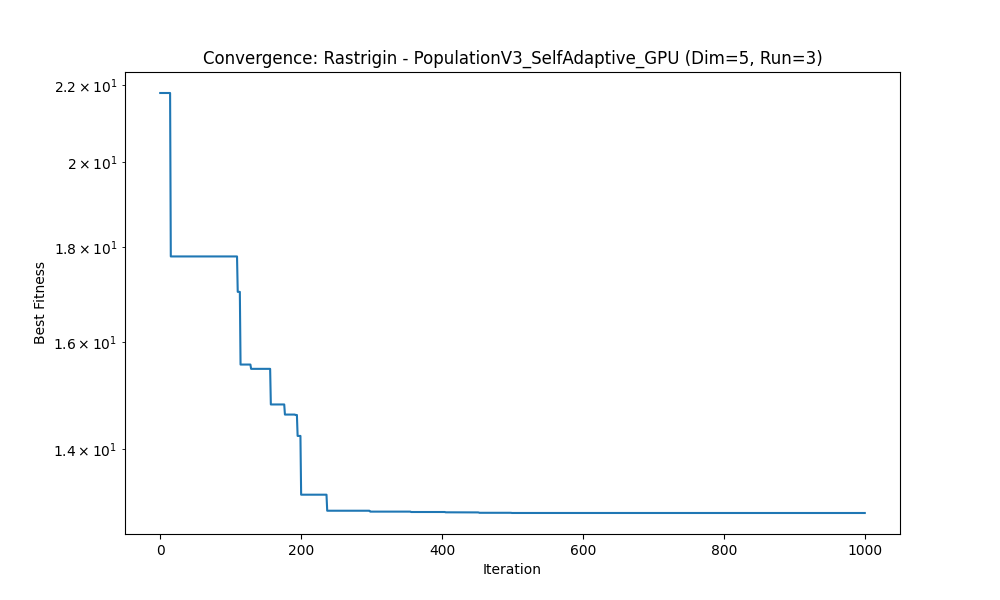 Convergence: Rastrigin - PopulationV3_SelfAdaptive_GPU (Dim=5, Run=3)
2.2 × 10¹
2 × 10¹
1.8 × 10¹
1.6 × 10¹
1.4 × 10¹
Best Fitness
0 200 400 600 800 1000
Iteration